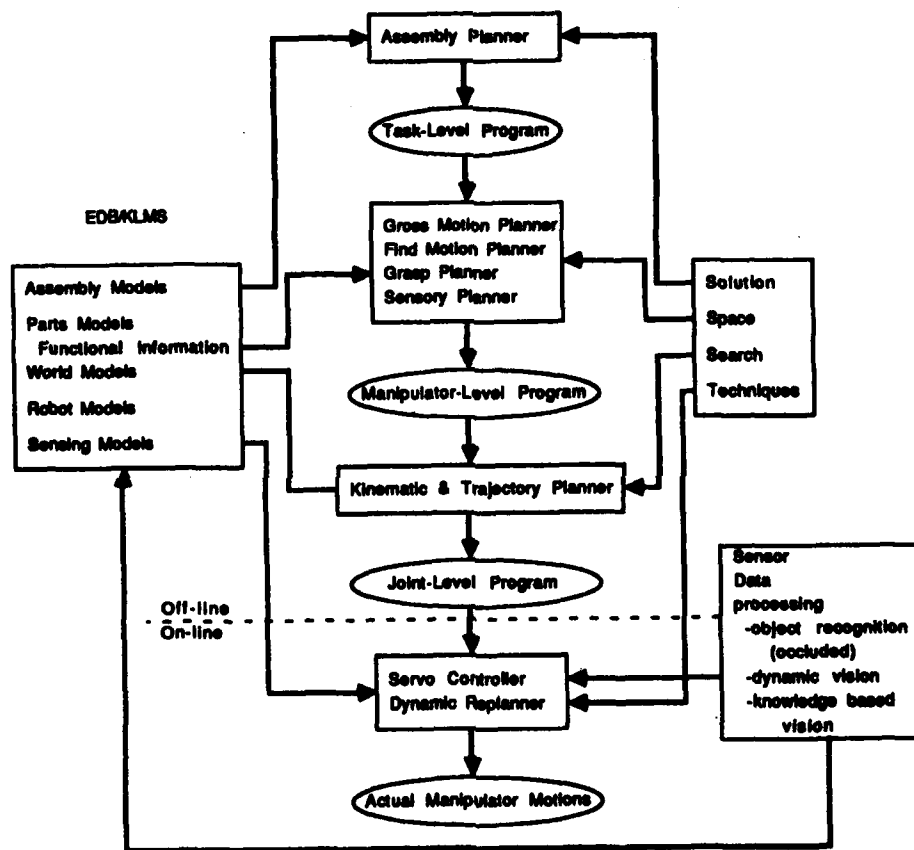 Assembly Planner
Task-Level Program
EDB/KLMS
Gross Motion Planner
Find Motion Planner
Grasp Planner
Sensory Planner
Assembly Models
Parts Models
Functional Information
World Models
Robot Models
Sensing Models
Solution
Space
Search
Techniques
Manipulator-Level Program
Kinematic & Trajectory Planner
Joint-Level Program
Off-line
On-line
Sensor
Data
processing
-object recognition
(occluded)
-dynamic vision
-knowledge based
vision
Servo Controller
Dynamic Replanner
Actual Manipulator Motions